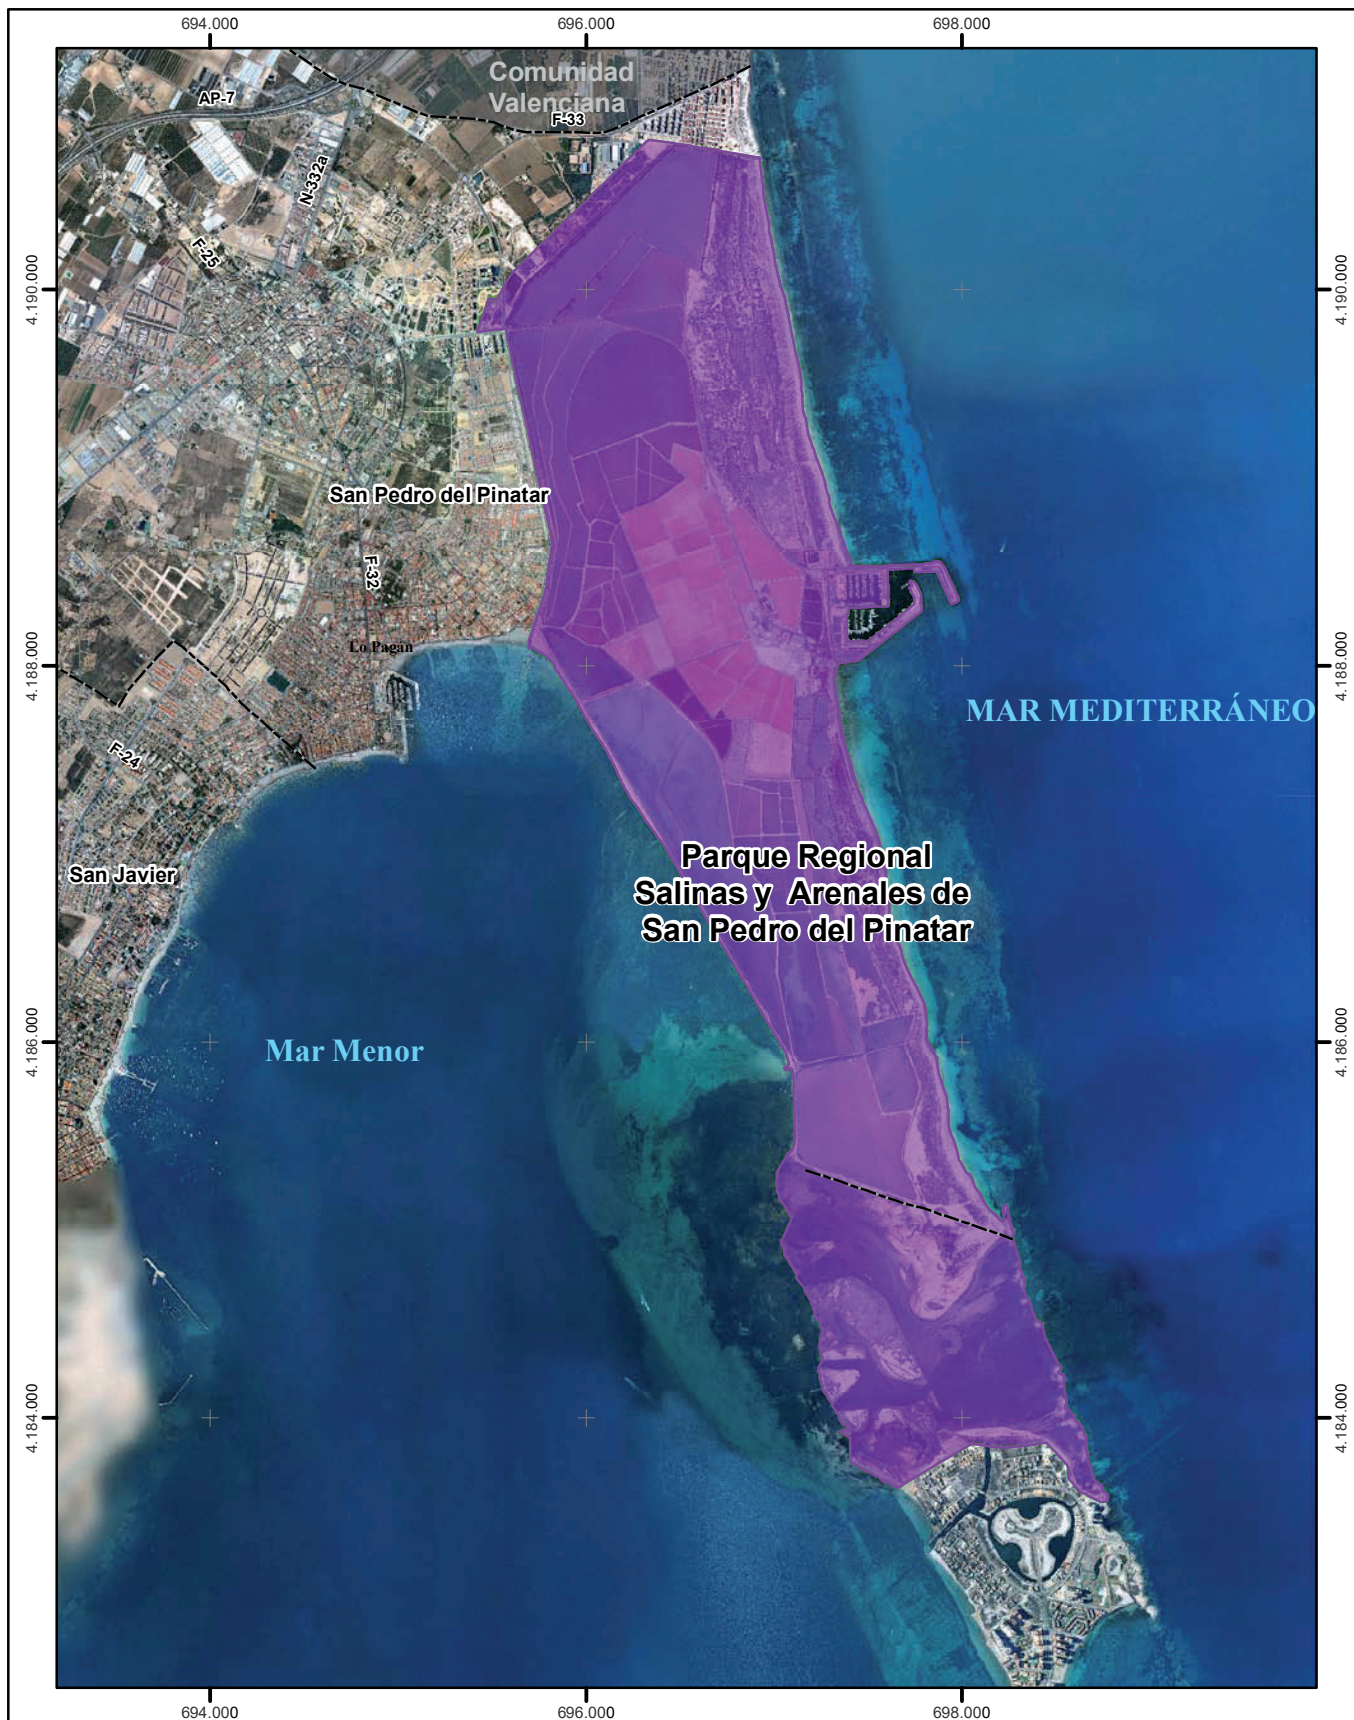 694.000
696.000
698.000
Comunidad
Valenciana
AP-7
F-33
N-332a
F-25
4.190.000
4.190.000
San Pedro del Pinatar
F-32
Lo Pagan
4.188.000
4.188.000
MAR MEDITERRÁNEO
F-24
San Javier
Parque Regional
Salinas y Arenales de
San Pedro del Pinatar
Mar Menor
4.186.000
4.186.000
4.184.000
4.184.000
694.000
696.000
698.000